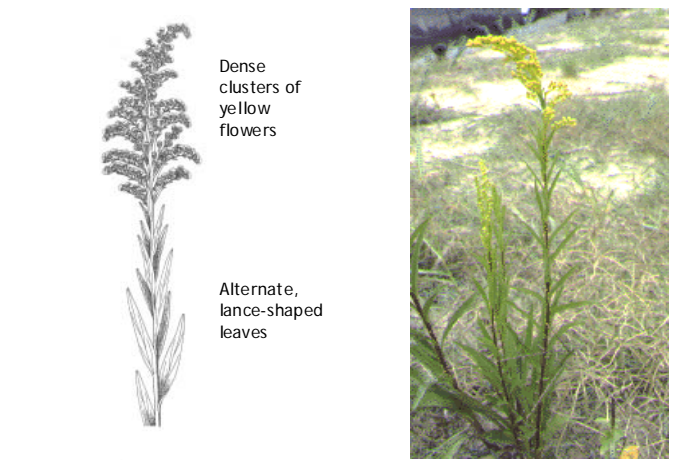 Dense
clusters of
yellow
flowers
Alternate,
lance-shaped
leaves